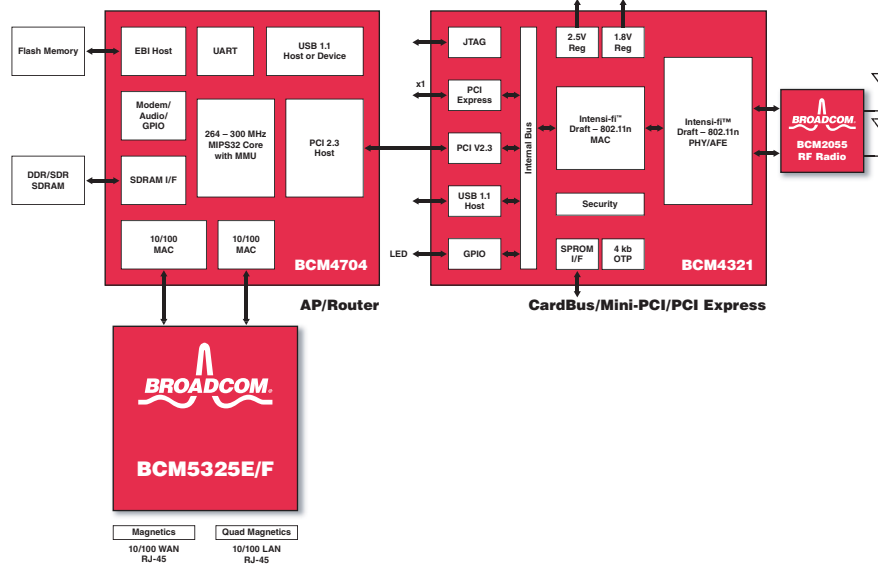 Flash Memory
EBI Host
UART
USB 1.1
Host or Device
Modem/
Audio/
GPIO
264 – 300 MHz
MIPS32 Core
with MMU
PCI 2.3
Host
DDR/SDR
SDRAM
SDRAM I/F
10/100
MAC
10/100
MAC
BCM4704
AP/Router
JTAG
x1
PCI
Express
PCI V2.3
USB 1.1
Host
LED
GPIO
Internal Bus
2.5V
Reg
1.8V
Reg
Intensi-fi™
Draft – 802.11n
MAC
Intensi-fi™
Draft – 802.11n
PHY/AFE
Security
SPROM
I/F
4 kb
OTP
BCM4321
CardBus/Mini-PCI/PCI Express
BROADCOM
BCM2055
RF Radio
BROADCOM®
BCM5325E/F
Magnetics
10/100 WAN
RJ-45
Quad Magnetics
10/100 LAN
RJ-45